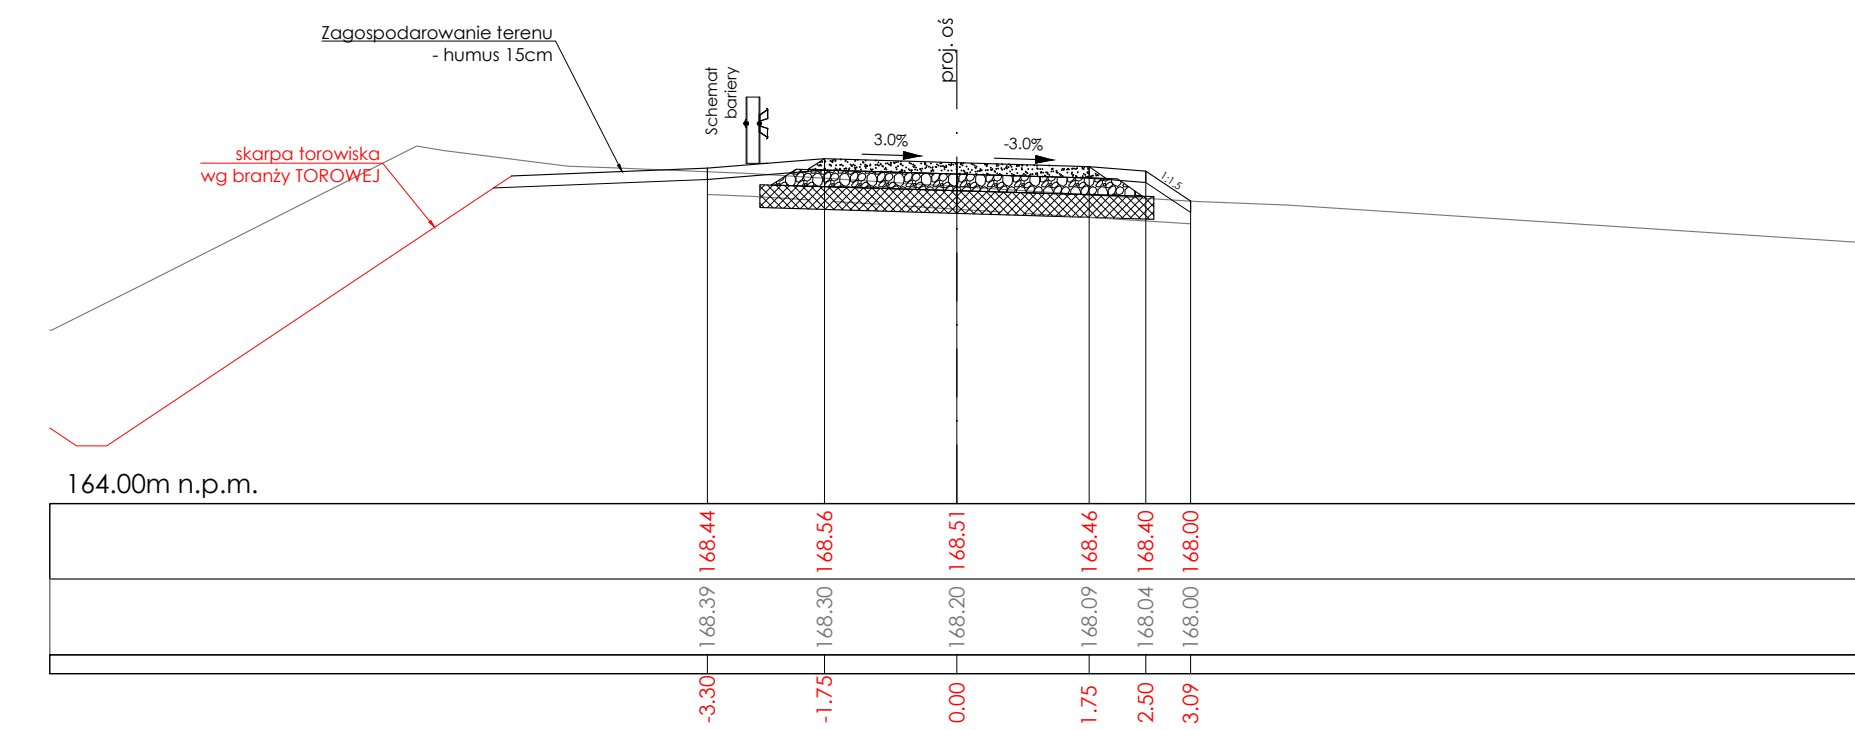 Zagospodarowanie terenu
- humus 15cm
skarpa torowiska
wg branży TOROWEJ
Schemat
bariery
proj. oś
3.0%
-3.0%
1:1.5
164.00m n.p.m.
168.44 168.56 168.51 168.46 168.40 168.00
168.39 168.30 168.20 168.09 168.04 168.00
-3.30 -1.75 0.00 1.75 2.50 3.09